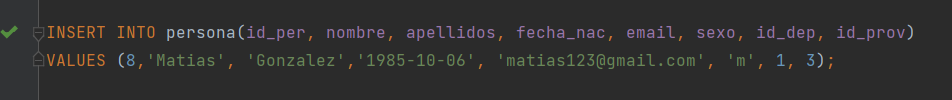 INSERT INTO persona(id_per, nombre, apellidos, fecha_nac, email, sexo, id_dep, id_prov)
VALUES (8,'Matias', 'Gonzalez','1985-10-06', 'matias123@gmail.com', 'm', 1, 3);